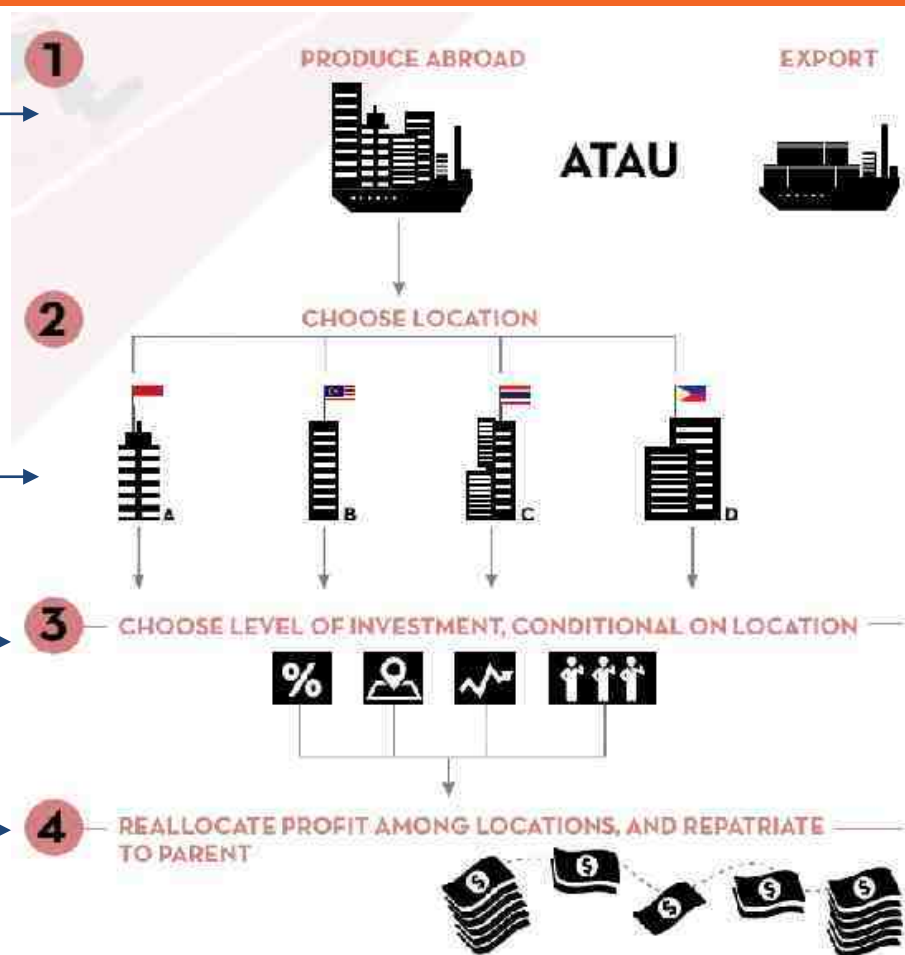 1
PRODUCE ABROAD
EXPORT
ATAU
2
CHOOSE LOCATION
A
B
C
D
3
CHOOSE LEVEL OF INVESTMENT, CONDITIONAL ON LOCATION
%
4
REALLOCATE PROFIT AMONG LOCATIONS, AND REPATRIATE
TO PARENT
$ $ $ $ $